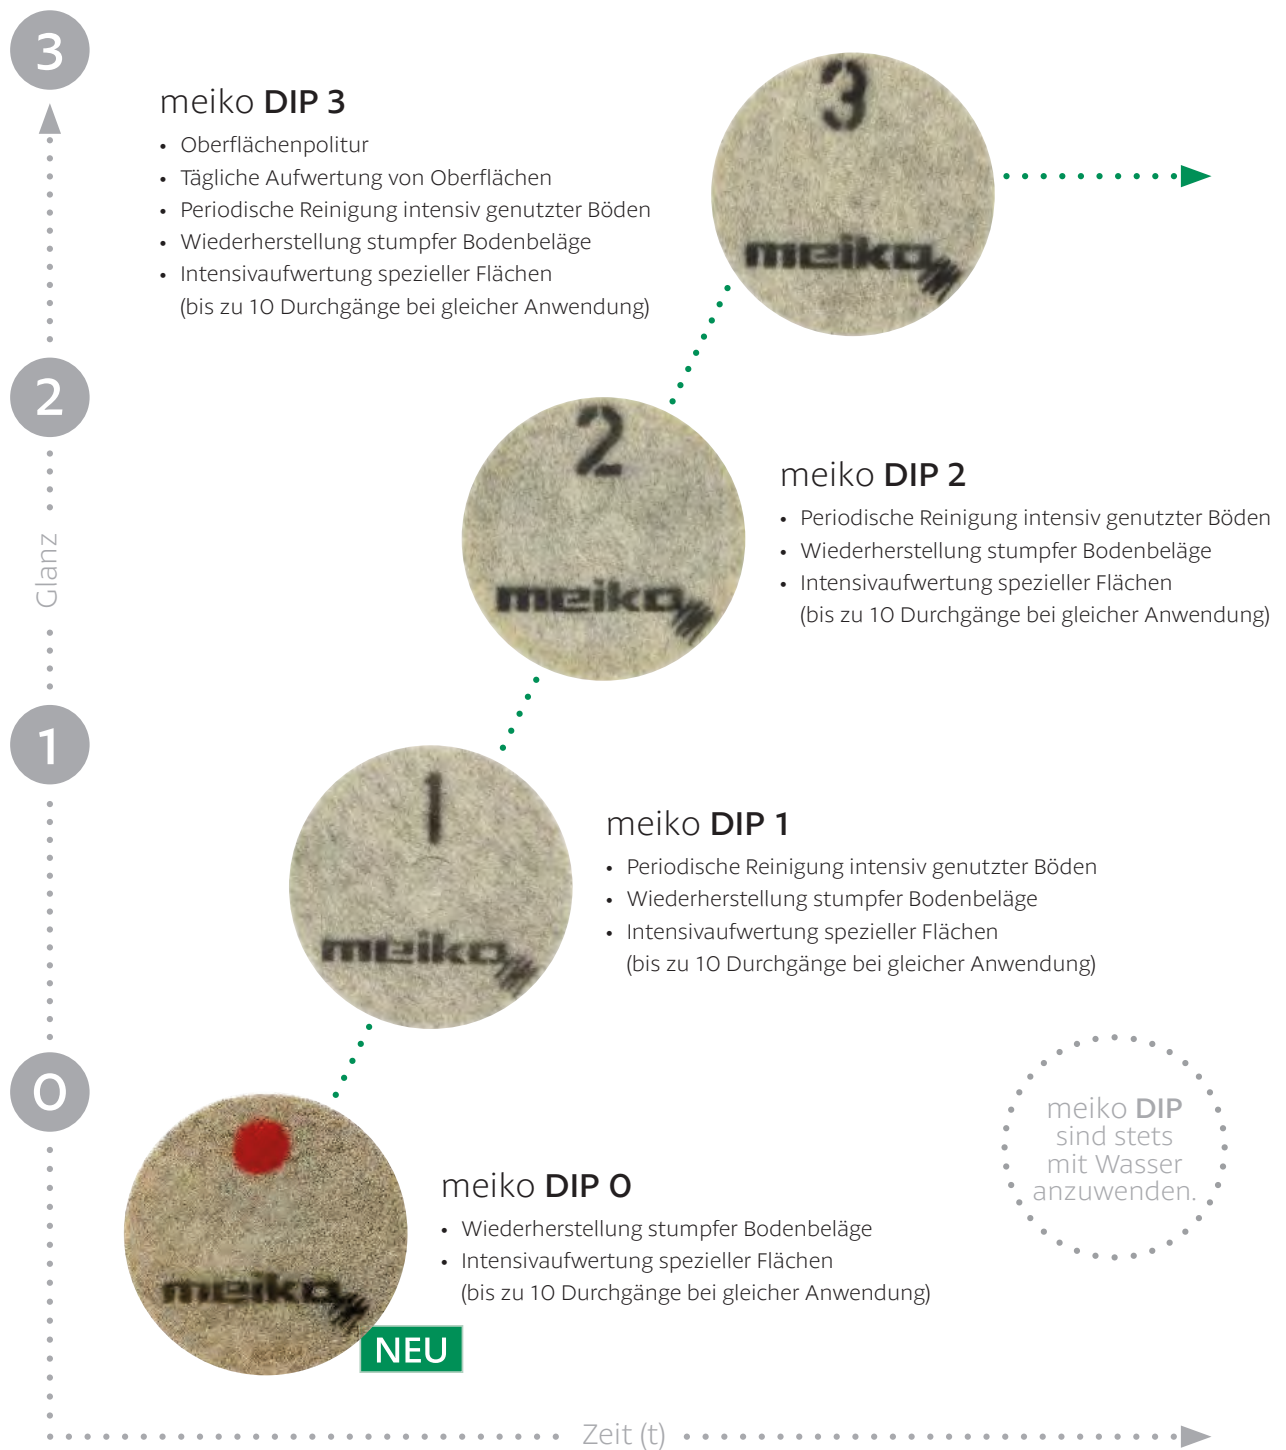 3
meiko DIP 3
• Oberflächenpolitur
• Tägliche Aufwertung von Oberflächen
• Periodische Reinigung intensiv genutzter Böden
• Wiederherstellung stumpfer Bodenbeläge
• Intensivaufwertung spezieller Flächen
(bis zu 10 Durchgänge bei gleicher Anwendung)
3
meiko
2
Glanz
2
meiko
meiko DIP 2
• Periodische Reinigung intensiv genutzter Böden
• Wiederherstellung stumpfer Bodenbeläge
• Intensivaufwertung spezieller Flächen
(bis zu 10 Durchgänge bei gleicher Anwendung)
1
1
meiko
meiko DIP 1
• Periodische Reinigung intensiv genutzter Böden
• Wiederherstellung stumpfer Bodenbeläge
• Intensivaufwertung spezieller Flächen
(bis zu 10 Durchgänge bei gleicher Anwendung)
0
meiko
NEU
meiko DIP 0
• Wiederherstellung stumpfer Bodenbeläge
• Intensivaufwertung spezieller Flächen
(bis zu 10 Durchgänge bei gleicher Anwendung)
meiko DIP
sind stets
mit Wasser
anzuwenden.
Zeit (t)